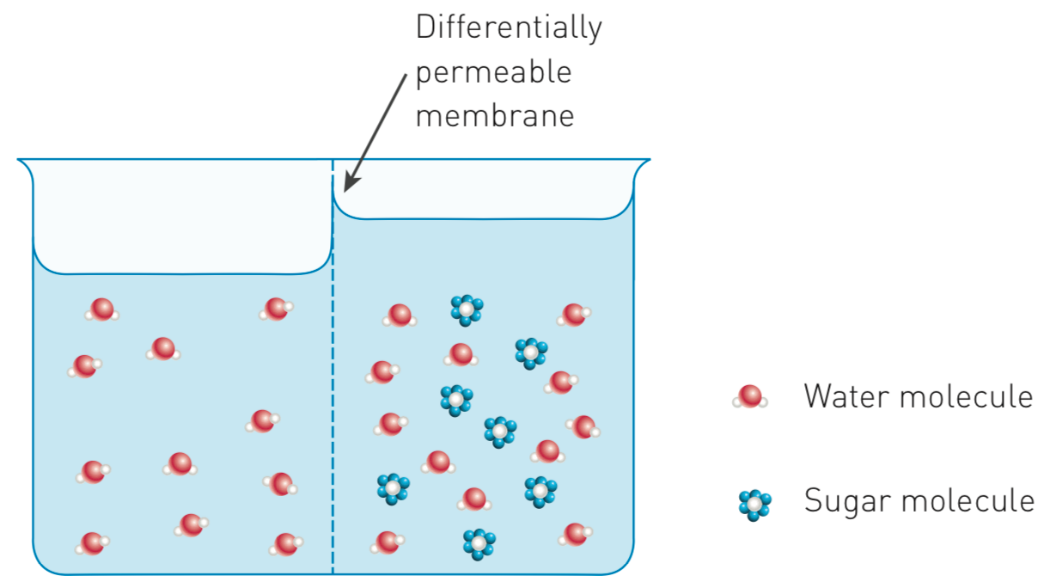 Differentially
permeable
membrane
Water molecule
Sugar molecule